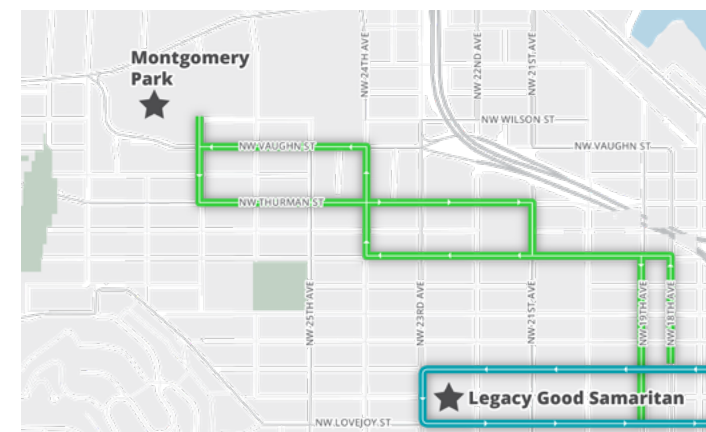 Montgomery
Park
NW 24TH AVE
NW 22ND AVE
NW 21ST AVE
NW WILSON ST
NW VAUGHN ST
NW VAUGHN ST
NW THURMAN ST
NW 25TH AVE
NW 23RD AVE
NW 21ST AVE
NW 19TH AVE
NW 18TH AVE
Legacy Good Samaritan
NW LOVEJOY ST